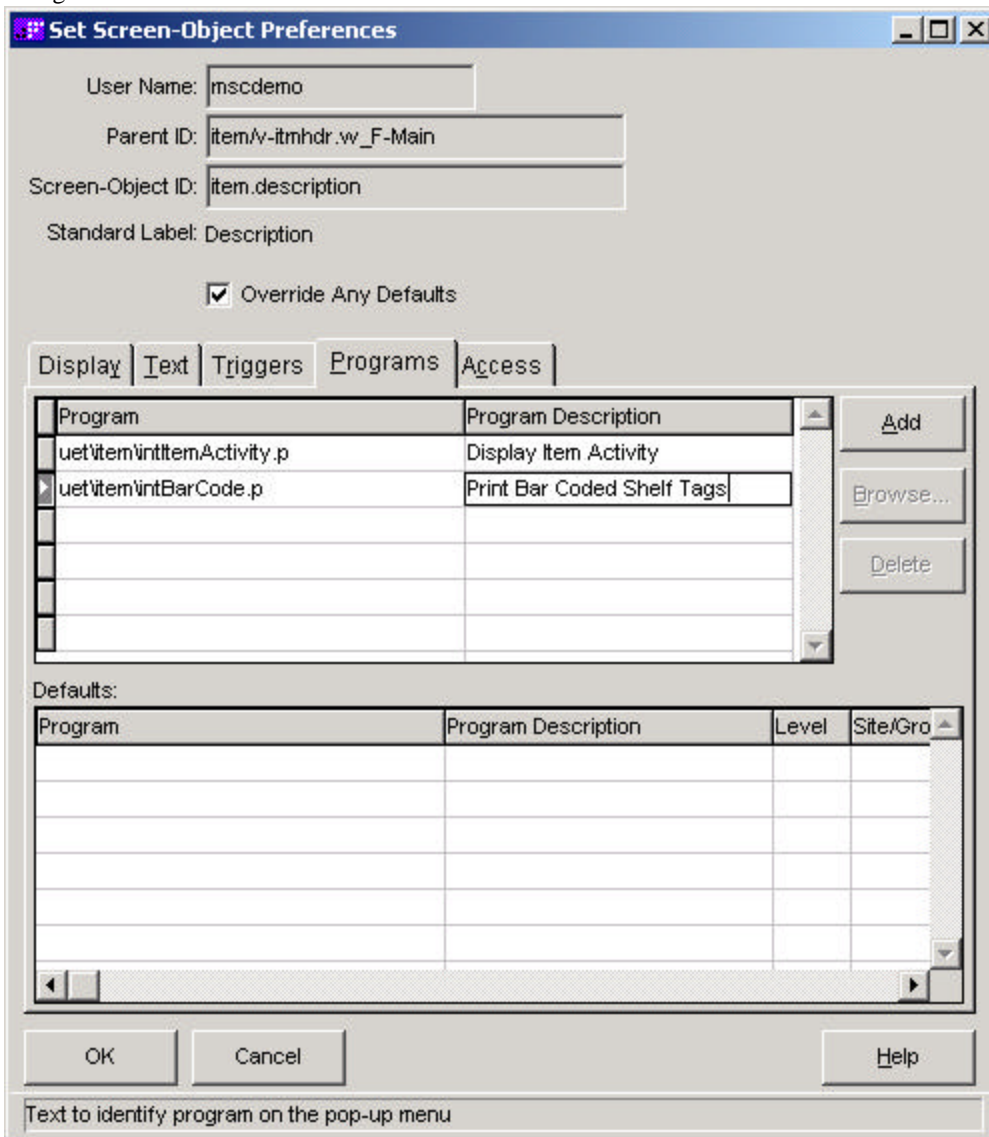 Set Screen-Object Preferences
User Name: mscdemo
Parent ID: item/v-itmhdr.w_F-Main
Screen-Object ID: item.description
Standard Label: Description
Override Any Defaults
Display Text Triggers Programs Access
Program Program Description
Add
uet\item\intItemActivity.p Display Item Activity
uet\item\intBarCode.p Print Bar Coded Shelf Tags
Browse...
Delete
Defaults:
Program Program Description Level Site/Gro
OK Cancel Help
Text to identify program on the pop-up menu